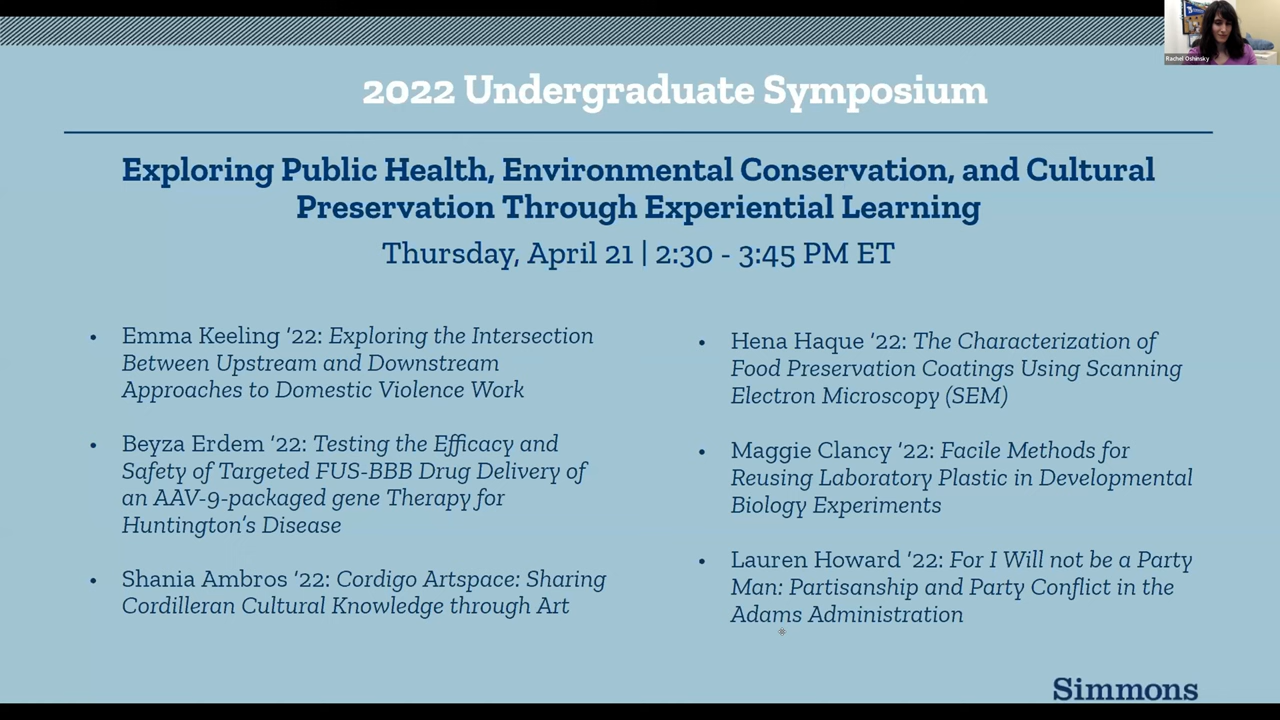 Rachel Oshinsky
2022 Undergraduate Symposium
Exploring Public Health, Environmental Conservation, and Cultural
Preservation Through Experiential Learning
Thursday, April 21 | 2:30 - 3:45 PM ET
• Emma Keeling '22: Exploring the Intersection
Between Upstream and Downstream
Approaches to Domestic Violence Work
• Beyza Erdem '22: Testing the Efficacy and
Safety of Targeted FUS-BBB Drug Delivery of
an AAV-9-packaged gene Therapy for
Huntington's Disease
• Shania Ambros '22: Cordigo Artspace: Sharing
Cordilleran Cultural Knowledge through Art
• Hena Haque '22: The Characterization of
Food Preservation Coatings Using Scanning
Electron Microscopy (SEM)
• Maggie Clancy '22: Facile Methods for
Reusing Laboratory Plastic in Developmental
Biology Experiments
• Lauren Howard '22: For I Will not be a Party
Man: Partisanship and Party Conflict in the
Adams Administration
Simmons